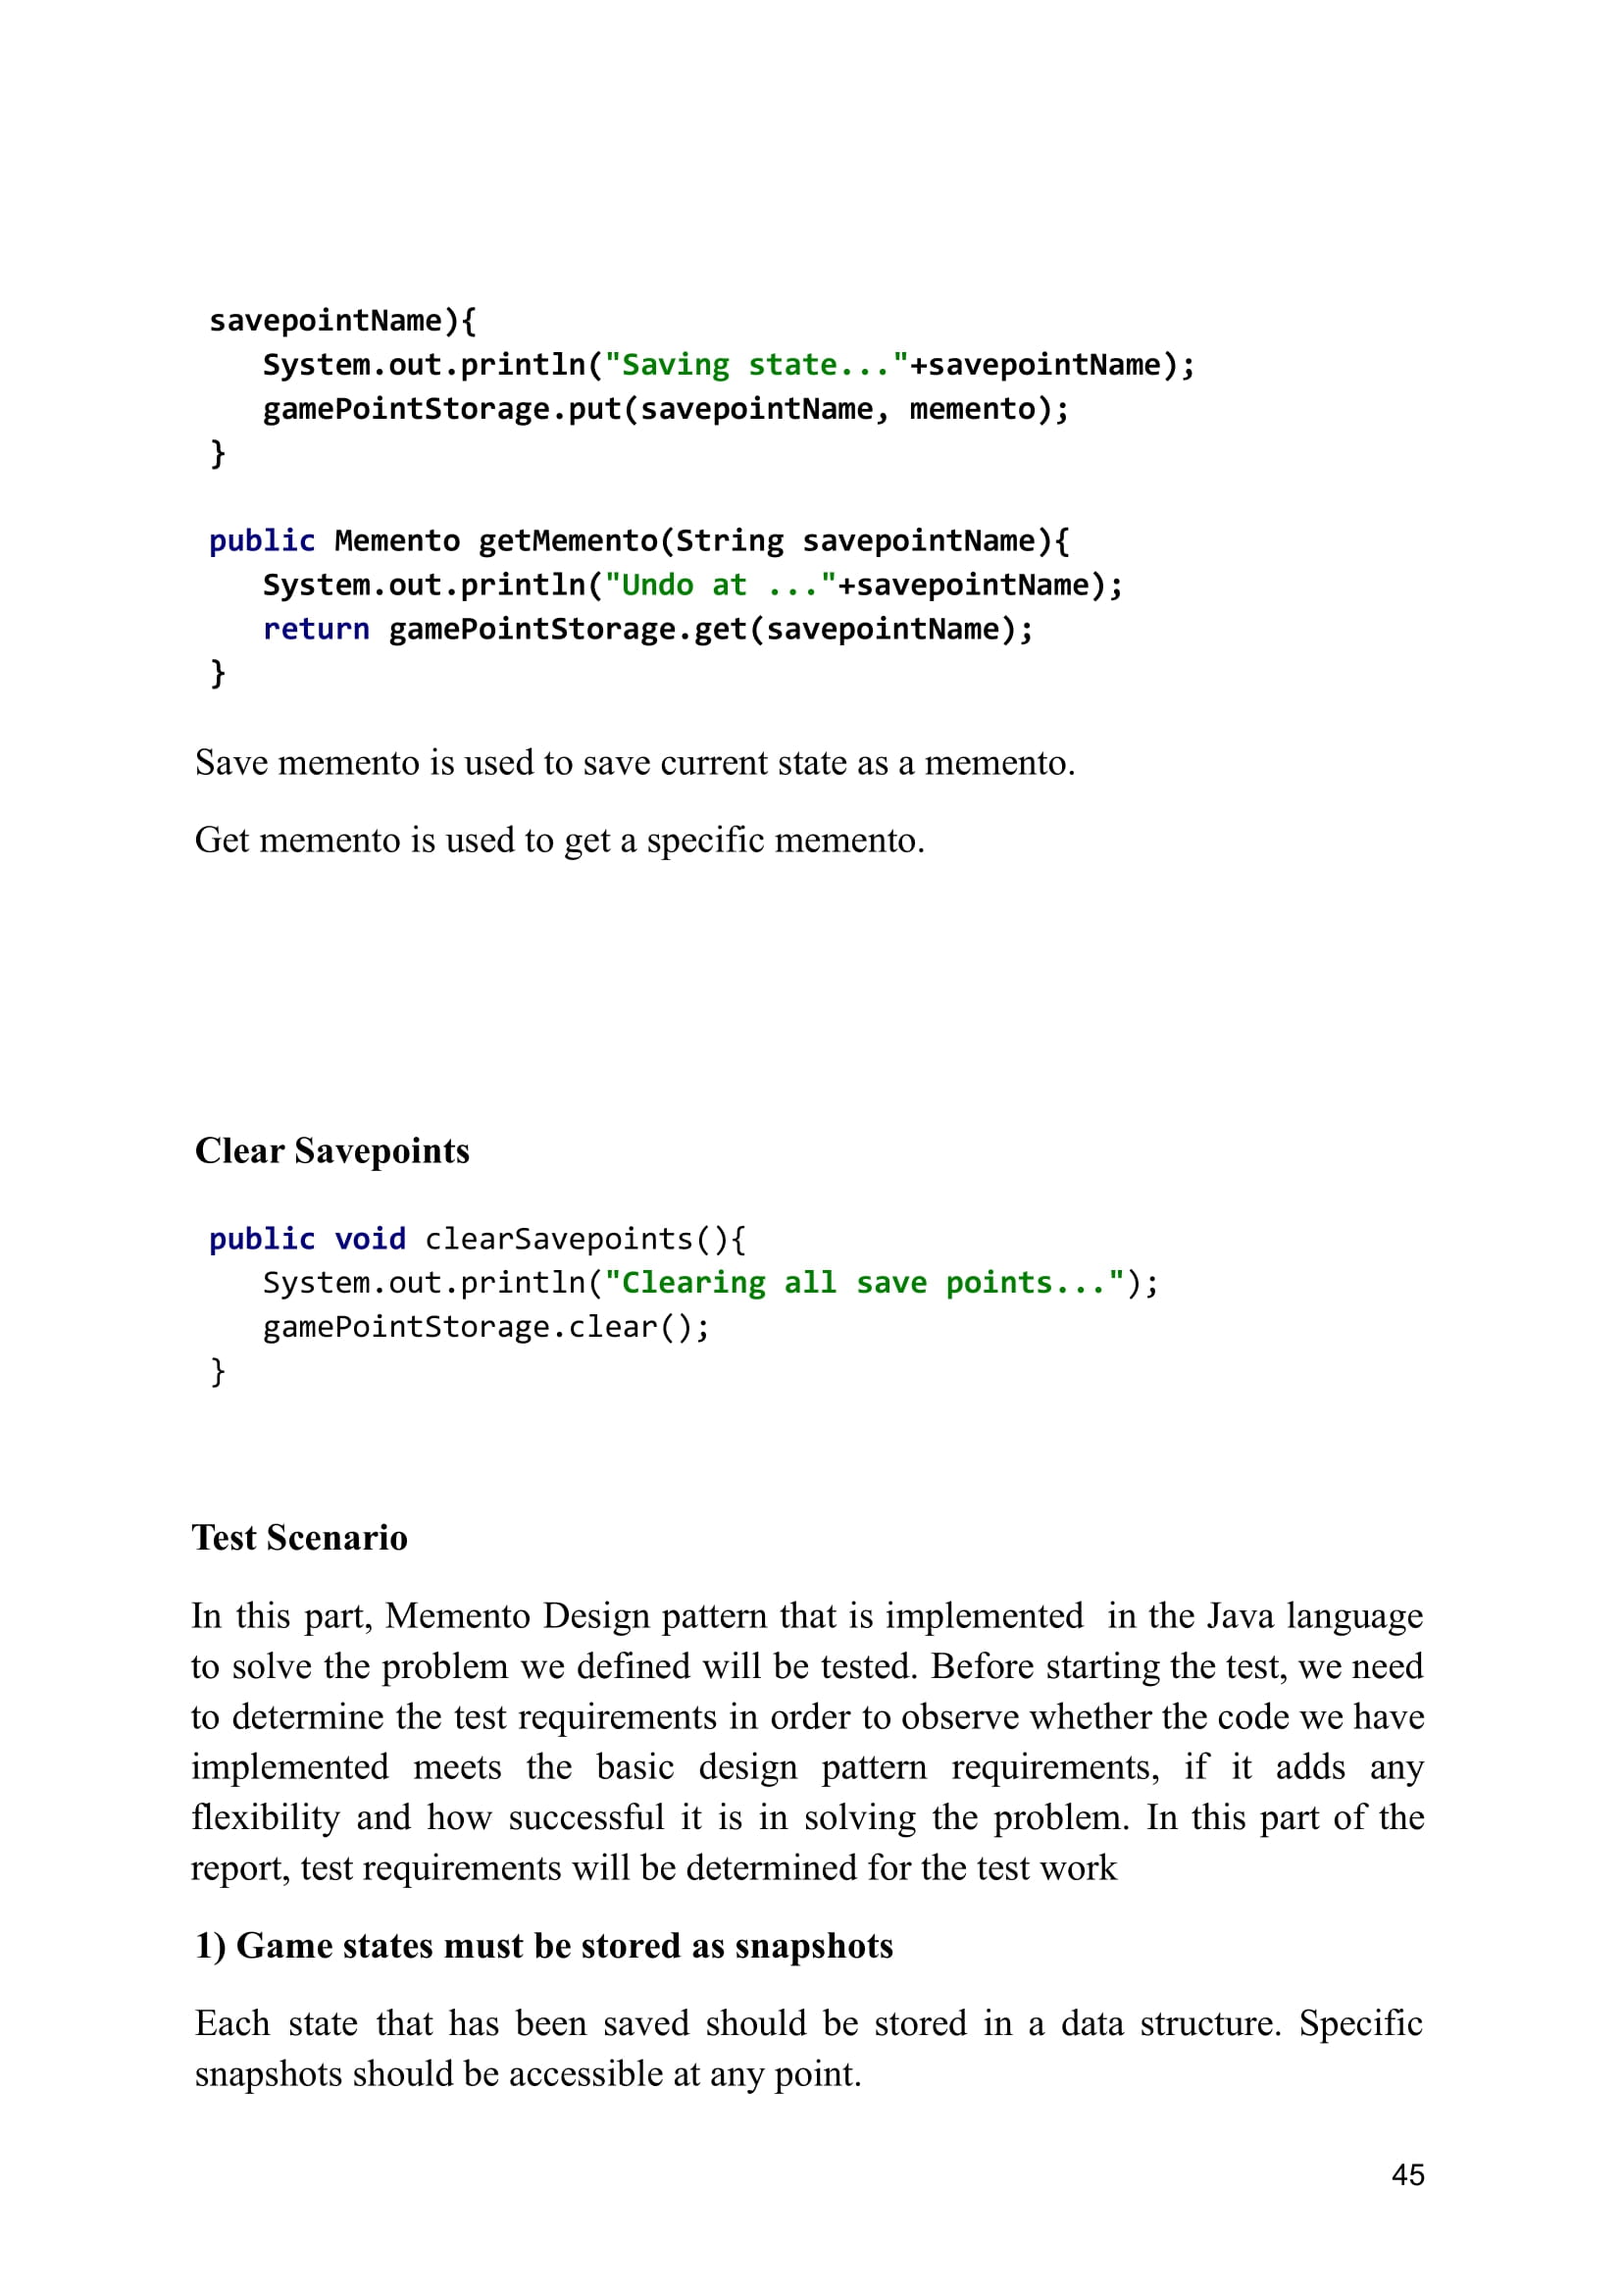 savepointName){
   System.out.println("Saving state..."+savepointName);
   gamePointStorage.put(savepointName, memento);
}
public Memento getMemento(String savepointName){
   System.out.println("Undo at ..."+savepointName);
   return gamePointStorage.get(savepointName);
}
Save memento is used to save current state as a memento.
Get memento is used to get a specific memento.
Clear Savepoints
public void clearSavepoints(){
   System.out.println("Clearing all save points...");
   gamePointStorage.clear();
}
Test Scenario
In this part, Memento Design pattern that is implemented  in the Java language
to solve the problem we defined will be tested. Before starting the test, we need
to determine the test requirements in order to observe whether the code we have
implemented meets the basic design pattern requirements, if it adds any
flexibility and how successful it is in solving the problem. In this part of the
report, test requirements will be determined for the test work
1) Game states must be stored as snapshots
Each state that has been saved should be stored in a data structure. Specific
snapshots should be accessible at any point.
45